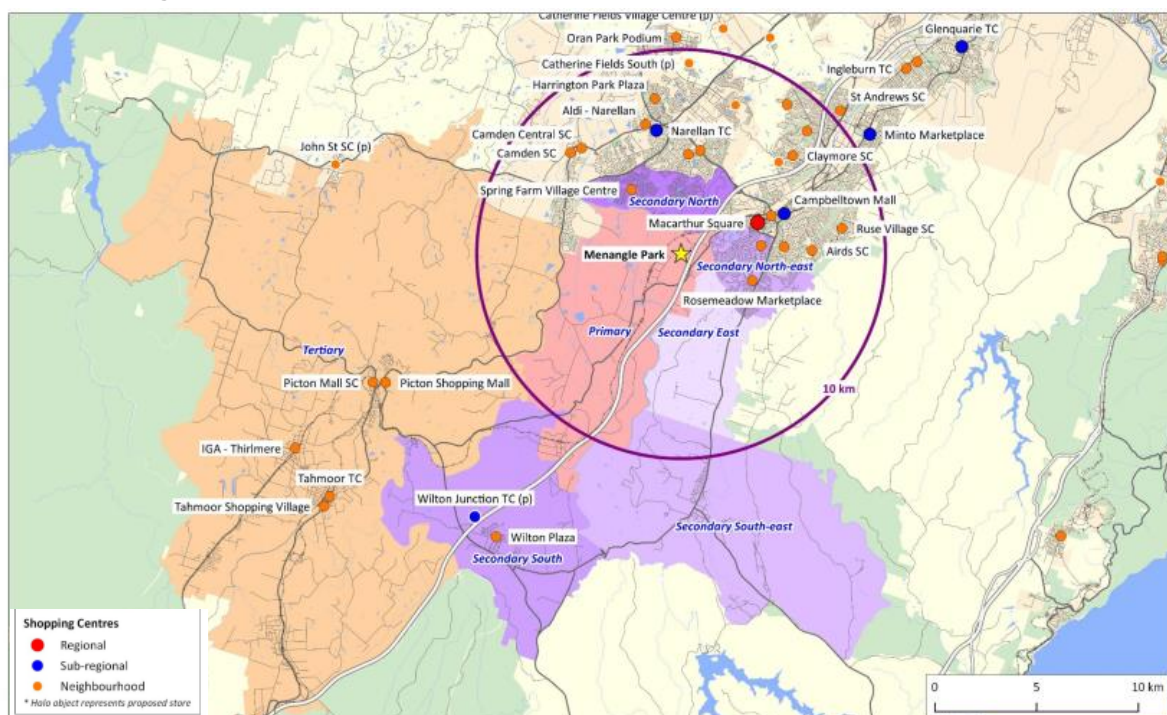 Catherine Fields Village Centre (p)
Oran Park Podium
Glenquarie TC
Catherine Fields South (p)
Ingleburn TC
Harrington Park Plaza
St Andrews SC
Aldi - Narellan
Camden Central SC
Narellan TC
Minto Marketplace
John St SC (p)
Camden SC
Claymore SC
Spring Farm Village Centre
Secondary North
Campbelltown Mall
Macarthur Square
Ruse Village SC
Menangle Park
Airds SC
Secondary North-east
Rosemeadow Marketplace
Primary
Secondary East
Tertiary
Picton Mall SC
Picton Shopping Mall
10 km
IGA - Thirlmere
Tahmoor TC
Wilton Junction TC (p)
Tahmoor Shopping Village
Secondary South-east
Wilton Plaza
Secondary South
Shopping Centres
Regional
Sub-regional
Neighbourhood
* Halo object represents proposed store
0 5 10 km